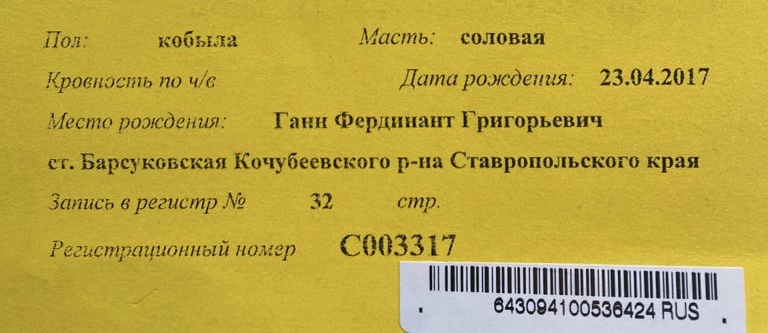 Пол: кобыла Масть: соловая
Кровность по ч/в Дата рождения: 23.04.2017
Место рождения: Ганн Фердинант Григорьевич
ст. Барсуковская Кочубеевского р-на Ставропольского края
Запись в регистр № 32 стр.
Регистрационный номер С003317
643094100536424 RUS